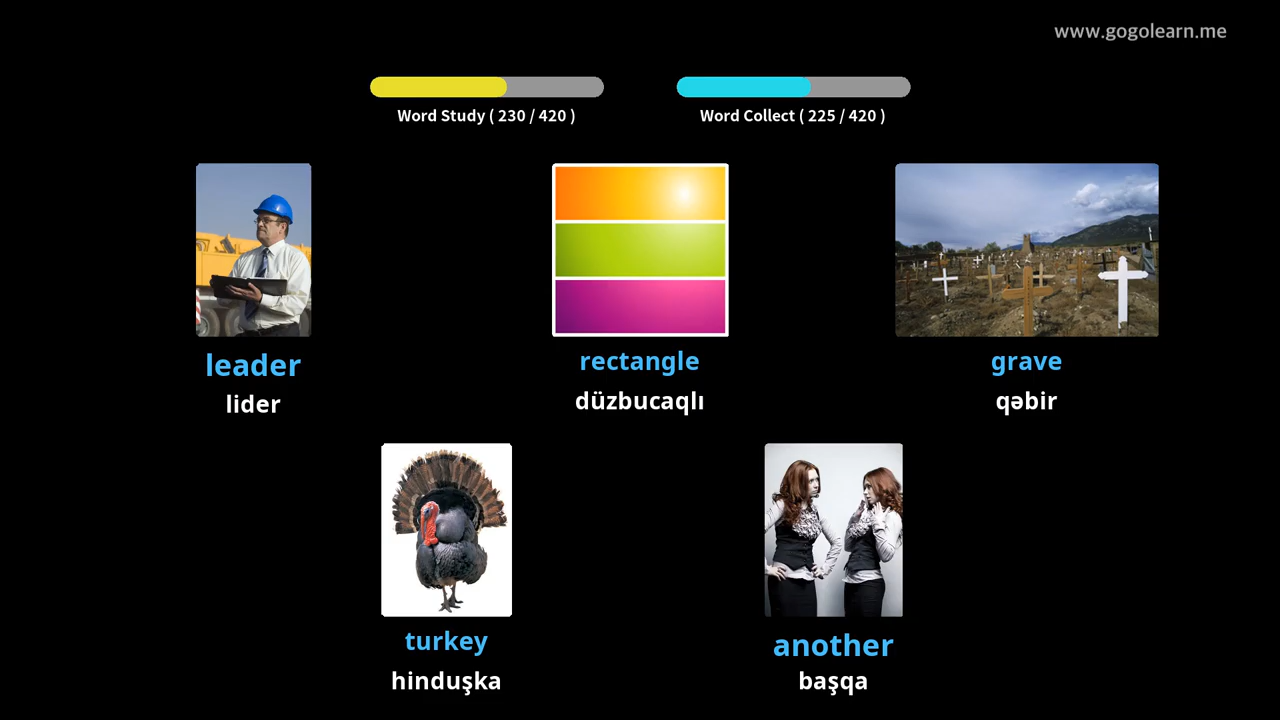 www.gogolearn.me
Word Study ( 230 / 420 )
Word Collect ( 225 / 420 )
leader
lider
rectangle
düzbucaqlı
grave
qəbir
turkey
hinduşka
another
başqa